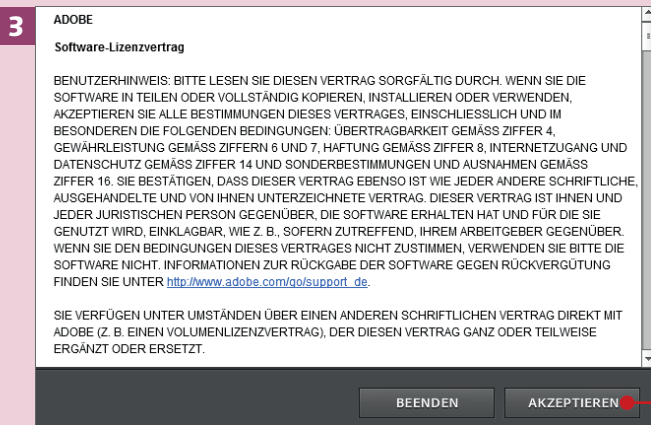 3
ADOBE
Software-Lizenzvertrag
BENUTZERHINWEIS: BITTE LESEN SIE DIESEN VERTRAG SORGFÄLTIG DURCH. WENN SIE DIE
SOFTWARE IN TEILEN ODER VOLLSTÄNDIG KOPIEREN, INSTALLIEREN ODER VERWENDEN,
AKZEPTIEREN SIE ALLE BESTIMMUNGEN DIESES VERTRAGES, EINSCHLIESSLICH UND IM
BESONDEREN DIE FOLGENDEN BEDINGUNGEN: ÜBERTRAGBARKEIT GEMÄSS ZIFFER 4,
GEWÄHRLEISTUNG GEMÄSS ZIFFERN 6 UND 7, HAFTUNG GEMÄSS ZIFFER 8, INTERNETZUGANG UND
DATENSCHUTZ GEMÄSS ZIFFER 14 UND SONDERBESTIMMUNGEN UND AUSNAHMEN GEMÄSS
ZIFFER 16. SIE BESTÄTIGEN, DASS DIESER VERTRAG EBENSO IST WIE JEDER ANDERE SCHRIFTLICHE,
AUSGEHANDELTE UND VON IHNEN UNTERZEICHNETE VERTRAG. DIESER VERTRAG IST IHNEN UND
JEDER JURISTISCHEN PERSON GEGENÜBER, DIE SOFTWARE ERHALTEN HAT UND FÜR DIE SIE
GENUTZT WIRD, EINKLAGBAR, WIE Z. B., SOFERN ZUTREFFEND, IHREM ARBEITGEBER GEGENÜBER.
WENN SIE DEN BEDINGUNGEN DIESES VERTRAGES NICHT ZUSTIMMEN, VERWENDEN SIE BITTE DIE
SOFTWARE NICHT. INFORMATIONEN ZUR RÜCKGABE DER SOFTWARE GEGEN RÜCKVERGÜTUNG
FINDEN SIE UNTER http://www.adobe.com/go/support_de.
SIE VERFÜGEN UNTER UMSTÄNDEN ÜBER EINEN ANDEREN SCHRIFTLICHEN VERTRAG DIREKT MIT
ADOBE (Z. B. EINEN VOLUMENLIZENZVERTRAG), DER DIESEN VERTRAG GANZ ODER TEILWEISE
ERGÄNZT ODER ERSETZT.
BEENDEN AKZEPTIEREN